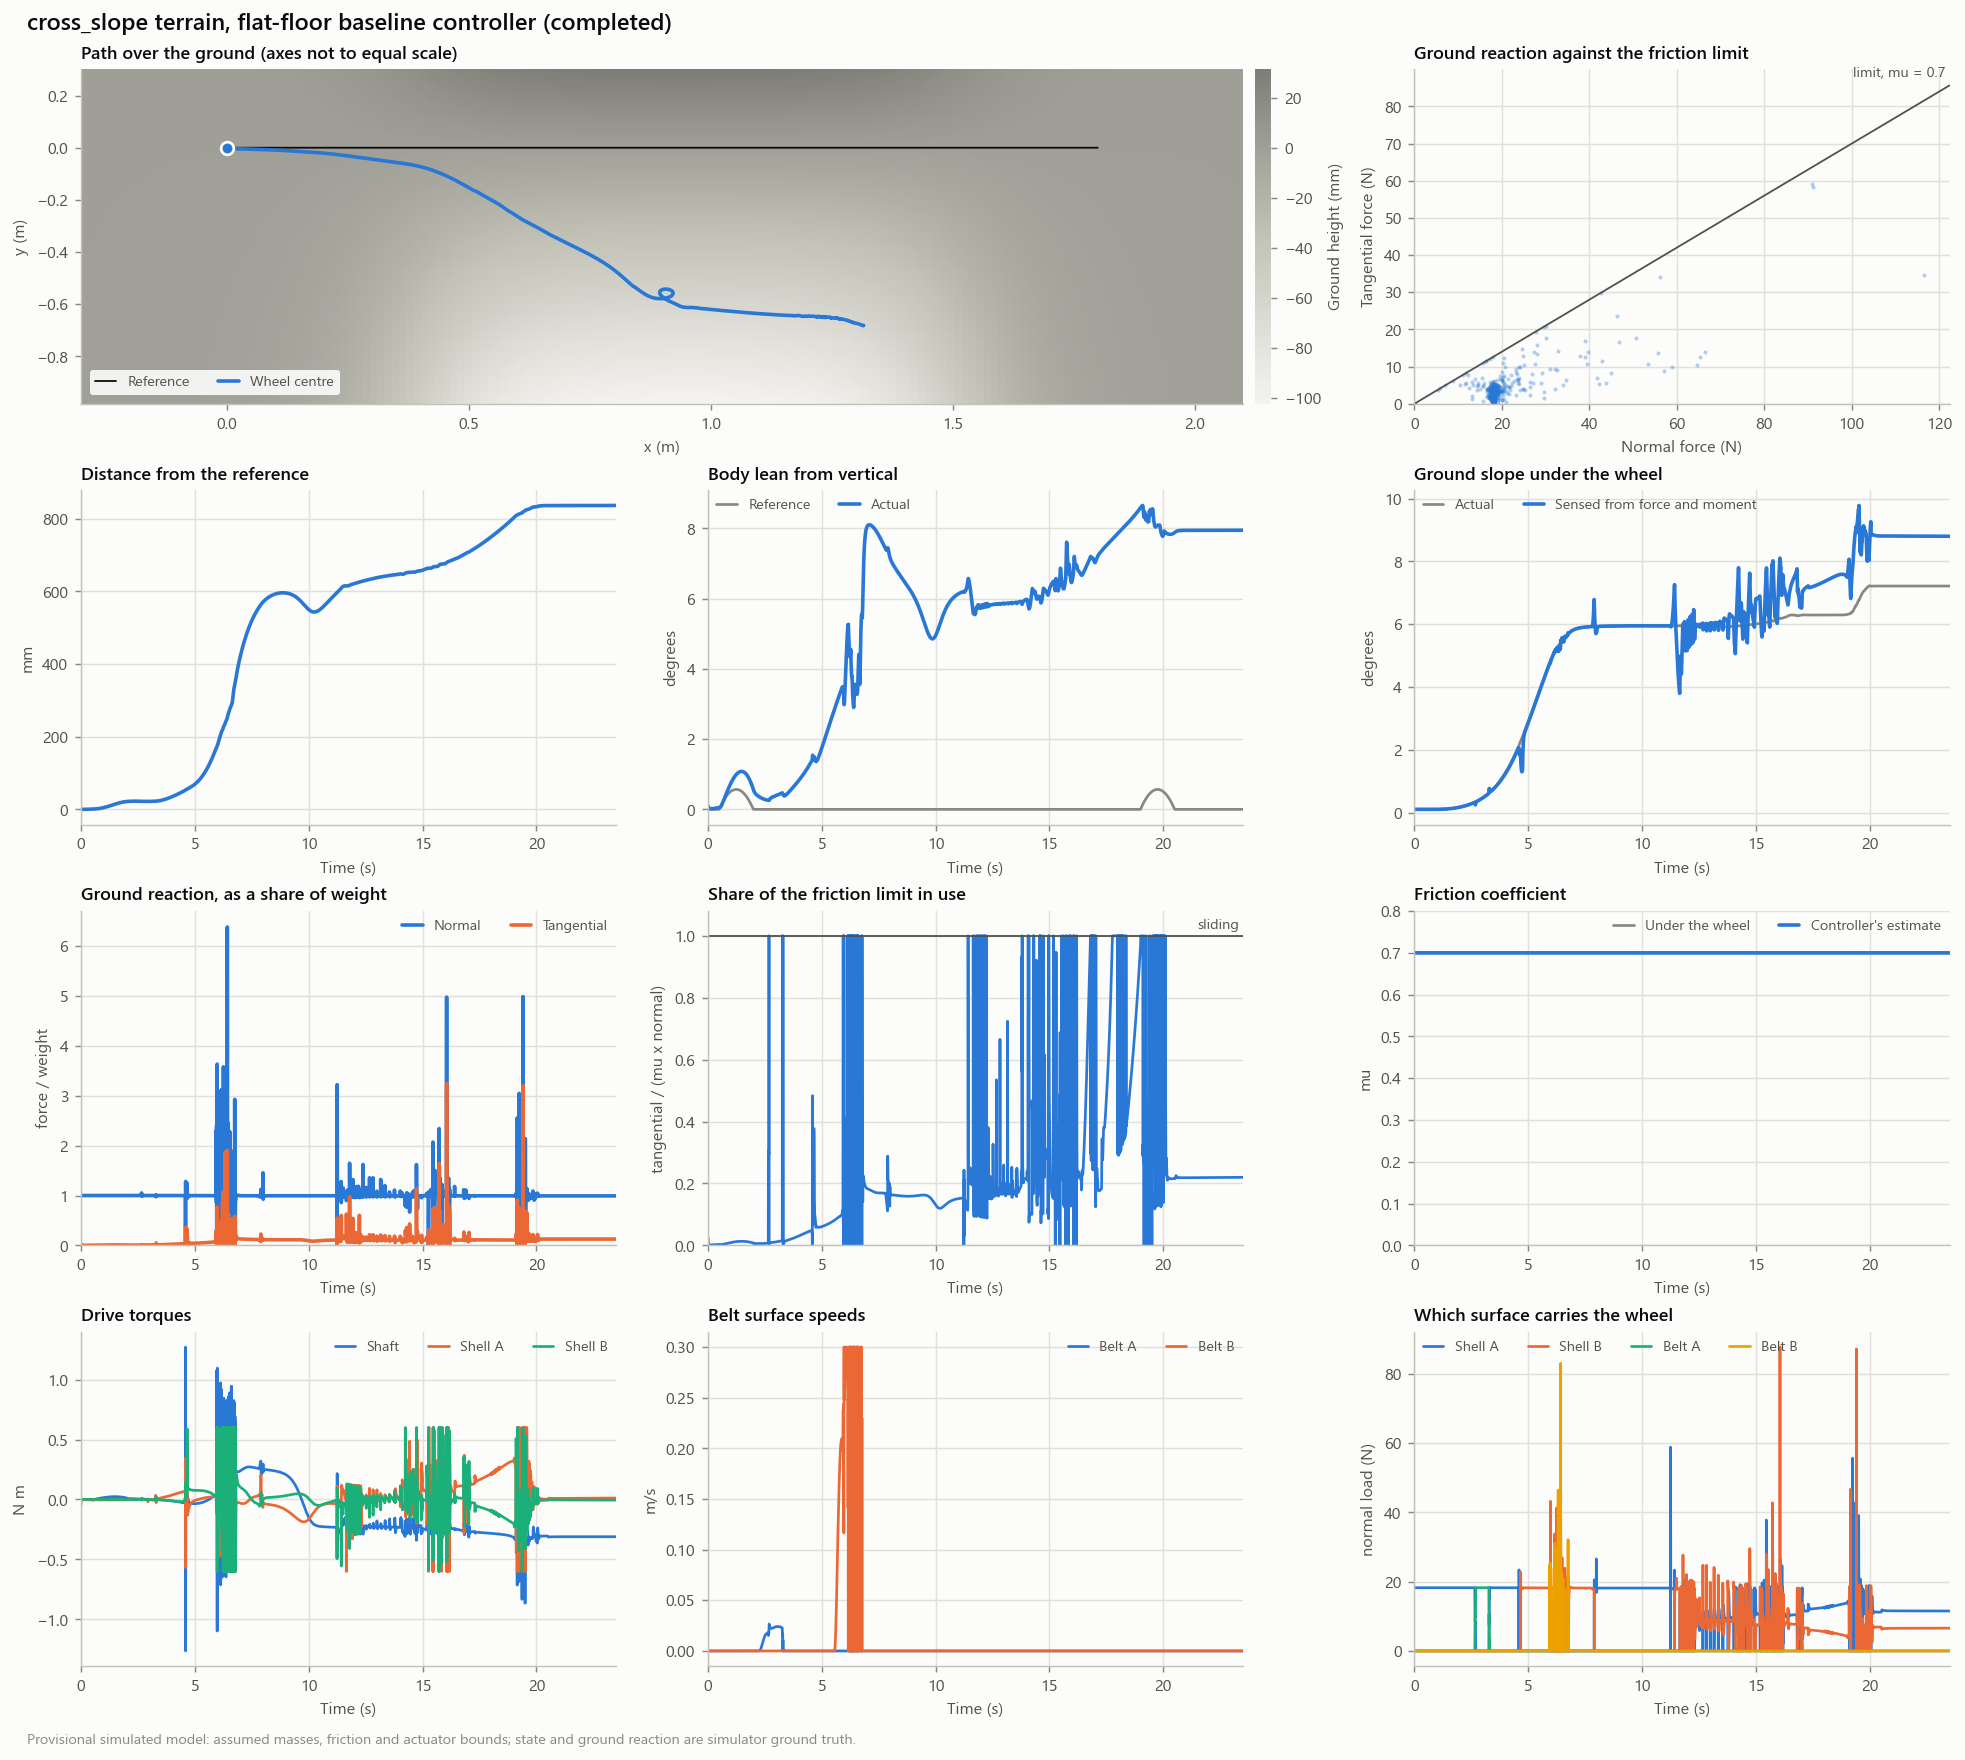 cross_slope terrain, flat-floor baseline controller (completed)
Path over the ground (axes not to equal scale)
0.2
0.0
−0.2
−0.4
−0.6
−0.8
y (m)
Reference
Wheel centre
0.0
0.5
1.0
1.5
2.0
x (m)
20
0
−20
−40
−60
−80
−100
Ground height (mm)
Ground reaction against the friction limit
limit, mu = 0.7
80
70
60
50
40
30
20
10
0
Tangential force (N)
0
20
40
60
80
100
120
Normal force (N)
Distance from the reference
800
600
400
200
0
mm
0
5
10
15
20
Time (s)
Body lean from vertical
Reference
Actual
8
6
4
2
0
degrees
0
5
10
15
20
Time (s)
Ground slope under the wheel
Actual
Sensed from force and moment
10
8
6
4
2
0
degrees
0
5
10
15
20
Time (s)
Ground reaction, as a share of weight
Normal
Tangential
6
5
4
3
2
1
0
force / weight
0
5
10
15
20
Time (s)
Share of the friction limit in use
sliding
1.0
0.8
0.6
0.4
0.2
0.0
tangential / (mu x normal)
0
5
10
15
20
Time (s)
Friction coefficient
Under the wheel
Controller's estimate
0.8
0.7
0.6
0.5
0.4
0.3
0.2
0.1
0.0
mu
0
5
10
15
20
Time (s)
Drive torques
Shaft
Shell A
Shell B
1.0
0.5
0.0
−0.5
−1.0
N m
0
5
10
15
20
Time (s)
Belt surface speeds
Belt A
Belt B
0.30
0.25
0.20
0.15
0.10
0.05
0.00
m/s
0
5
10
15
20
Time (s)
Which surface carries the wheel
Shell A
Shell B
Belt A
Belt B
80
60
40
20
0
normal load (N)
0
5
10
15
20
Time (s)
Provisional simulated model: assumed masses, friction and actuator bounds; state and ground reaction are simulator ground truth.